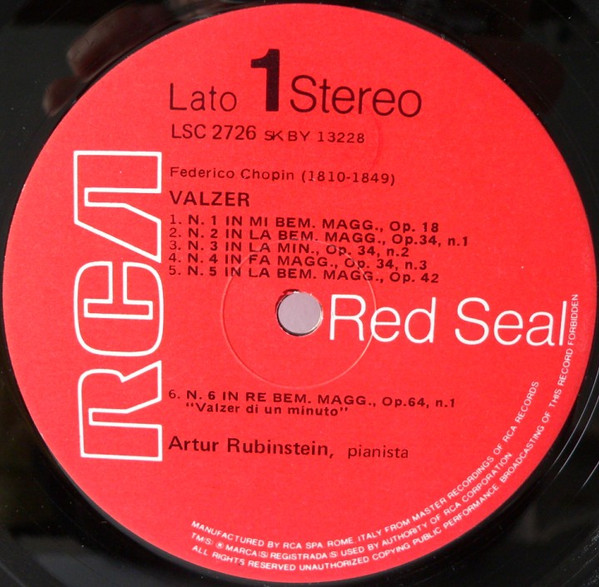 Lato 1 Stereo
LSC 2726 SKBY 13228
Federico Chopin (1810-1849)
VALZER
1. N. 1 IN MI BEM. MAGG., Op. 18
2. N. 2 IN LA BEM. MAGG., Op.34, n.1
3. N. 3 IN LA MIN., Op. 34, n.2
4. N. 4 IN FA MAGG., Op. 34, n.3
5. N. 5 IN LA BEM. MAGG., Op. 42
RCA
Red Seal
6. N. 6 IN RE BEM. MAGG., Op.64, n.1
"Valzer di un minuto"
Artur Rubinstein, pianista
MANUFACTURED BY RCA SPA ROME. ITALY FROM MASTER RECORDINGS OF RCA RECORDS
TM(S) ® MARCA(S) REGISTRADA(S) USED BY AUTHORITY OF RCA CORPORATION
ALL RIGHTS RESERVED UNAUTHORIZED COPYING PUBLIC PERFORMANCE BROADCASTING OF THIS RECORD FORBIDDEN